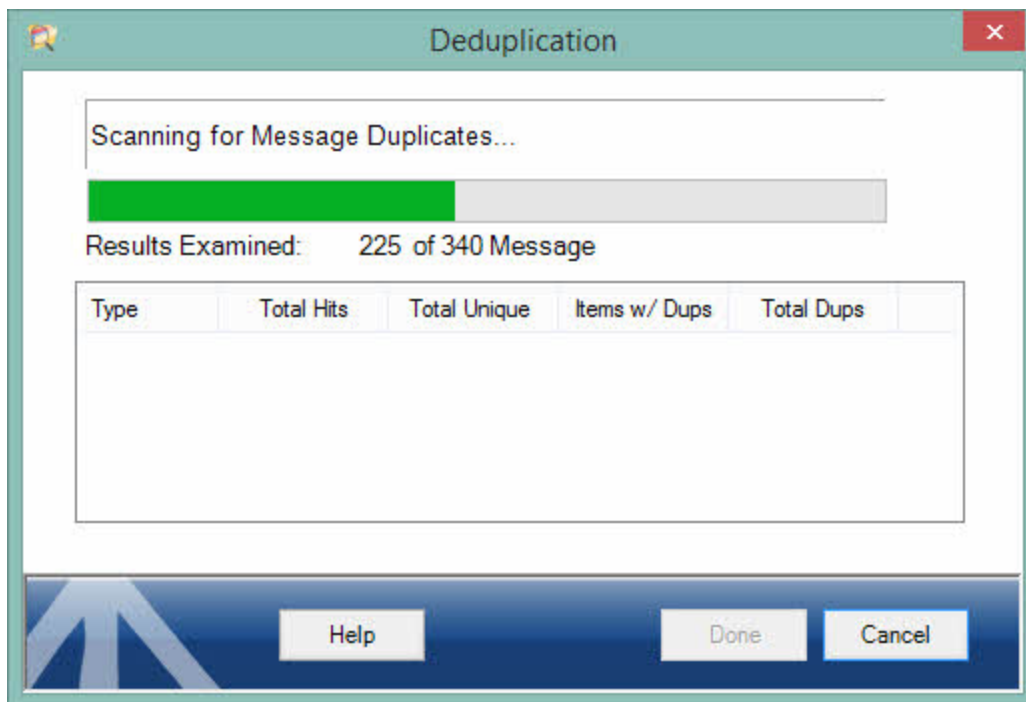 Deduplication
Scanning for Message Duplicates...
Results Examined: 225 of 340 Message
Type Total Hits Total Unique Items w/ Dups Total Dups
Help Done Cancel